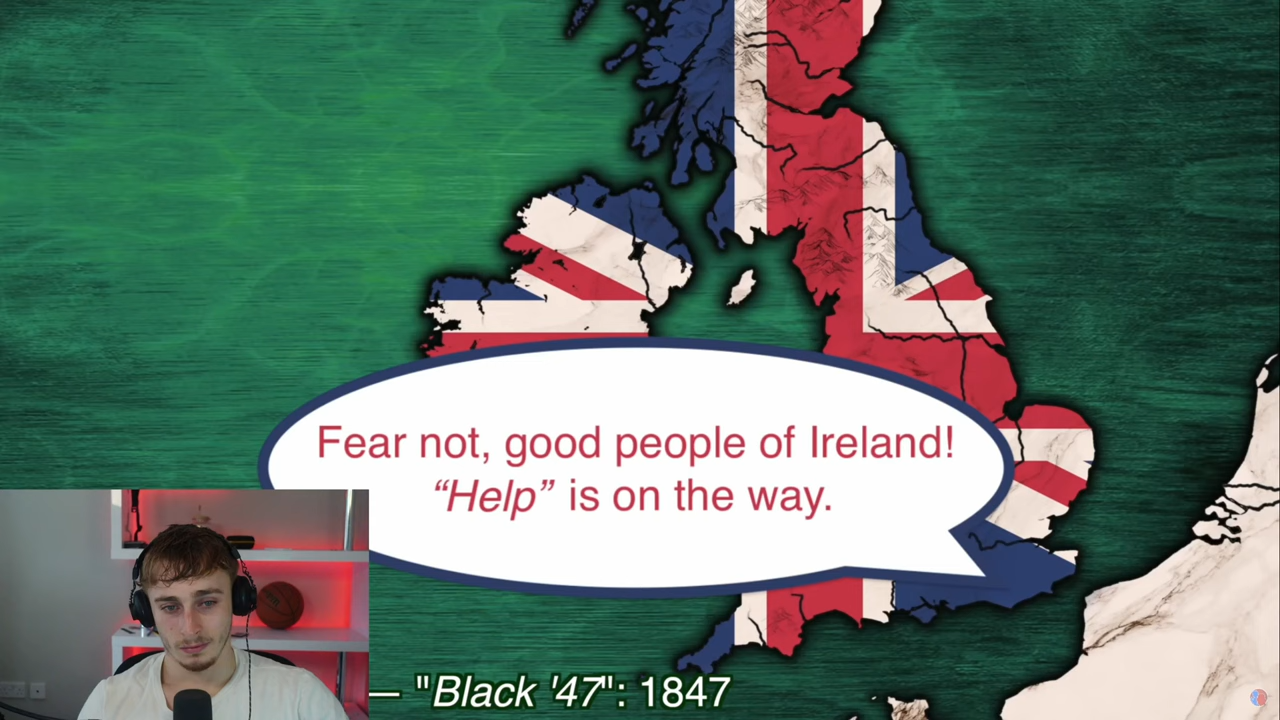 Fear not, good people of Ireland!
“Help” is on the way.
— "Black '47": 1847